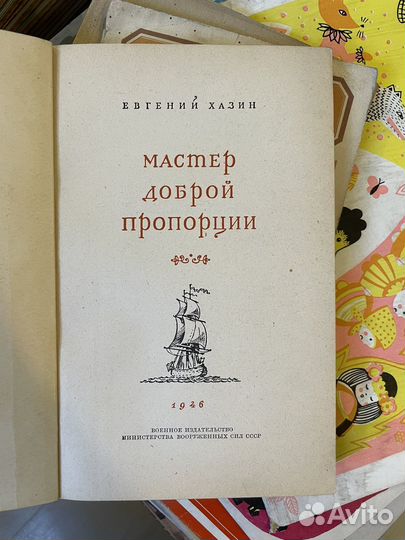 ЕВГЕНИЙ ХАЗИН
МАСТЕР
ДОБРОЙ
ПРОПОРЦИИ
1946
ВОЕННОЕ ИЗДАТЕЛЬСТВО
МИНИСТЕРСТВА ВООРУЖЕННЫХ СИЛ СССР
Avito